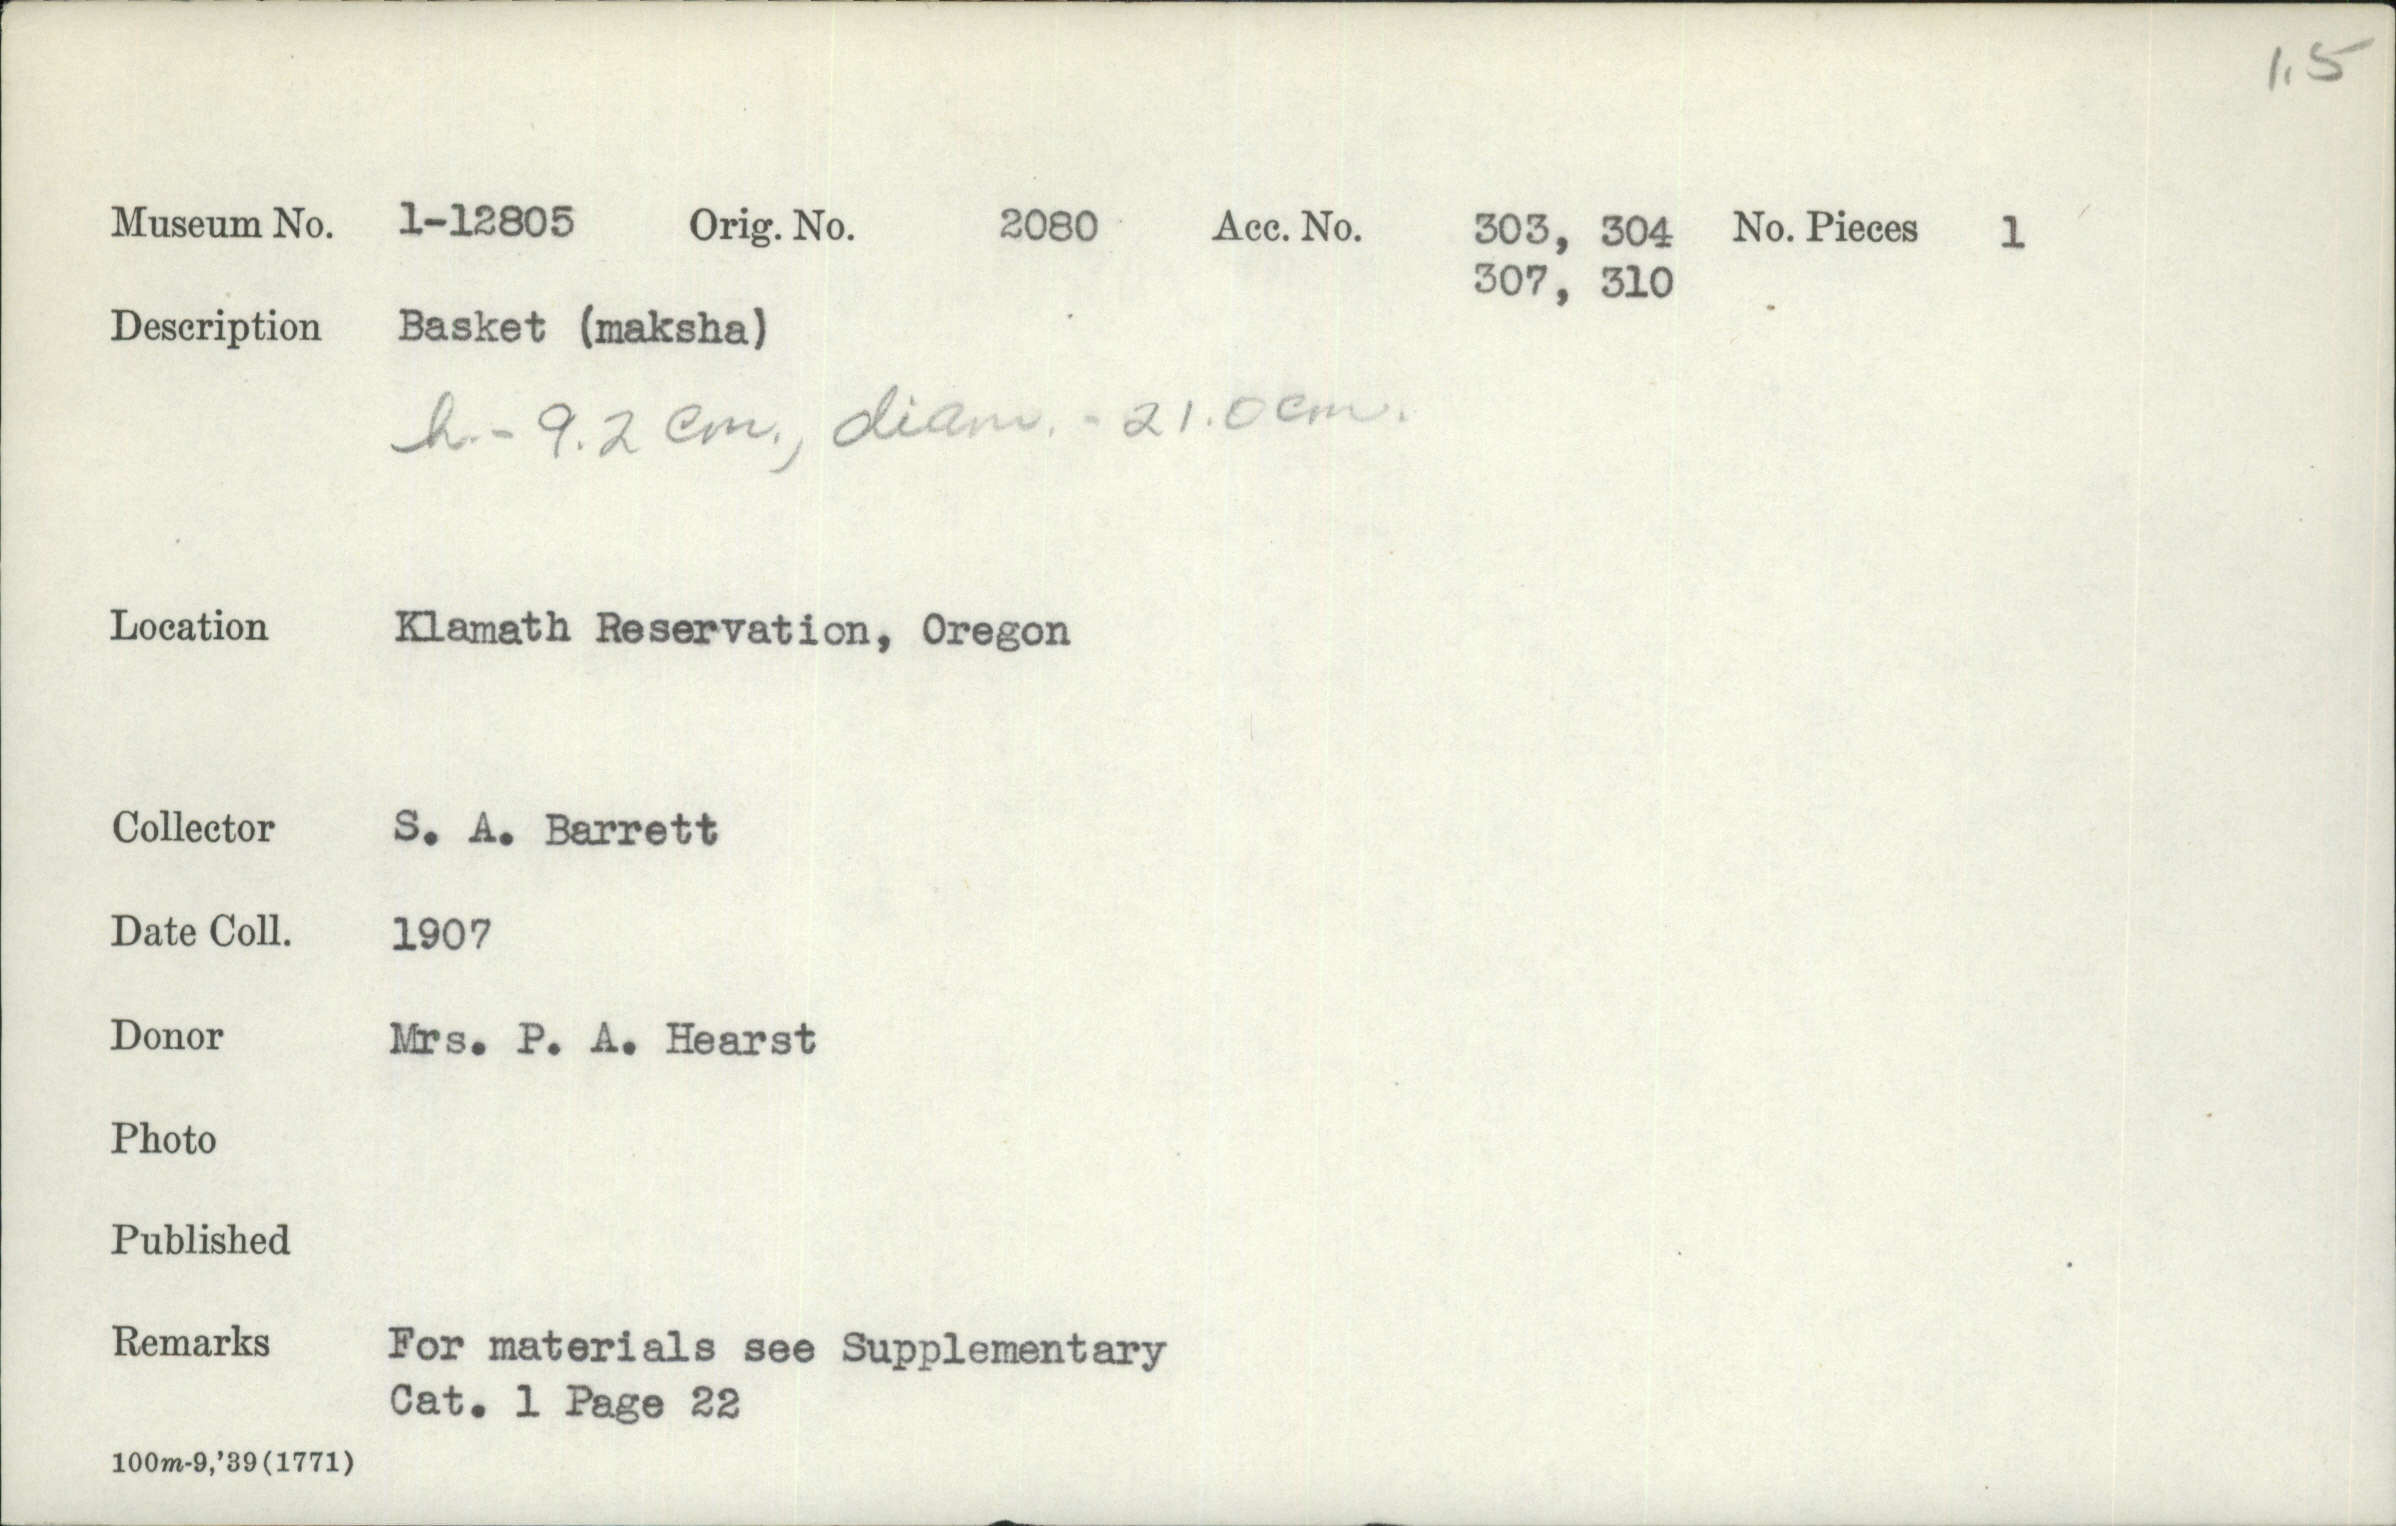 1.5
Museum No. 1-12805 Orig. No. 2080 Acc. No. 303, 304 No. Pieces 1
307, 310
Description Basket (maksha)
h. - 9.2 cm., diam. - 21.0 cm.
Location Klamath Reservation, Oregon
Collector S. A. Barrett
Date Coll. 1907
Donor Mrs. P. A. Hearst
Photo
Published
Remarks For materials see Supplementary
Cat. 1 Page 22
100m-9,'39(1771)